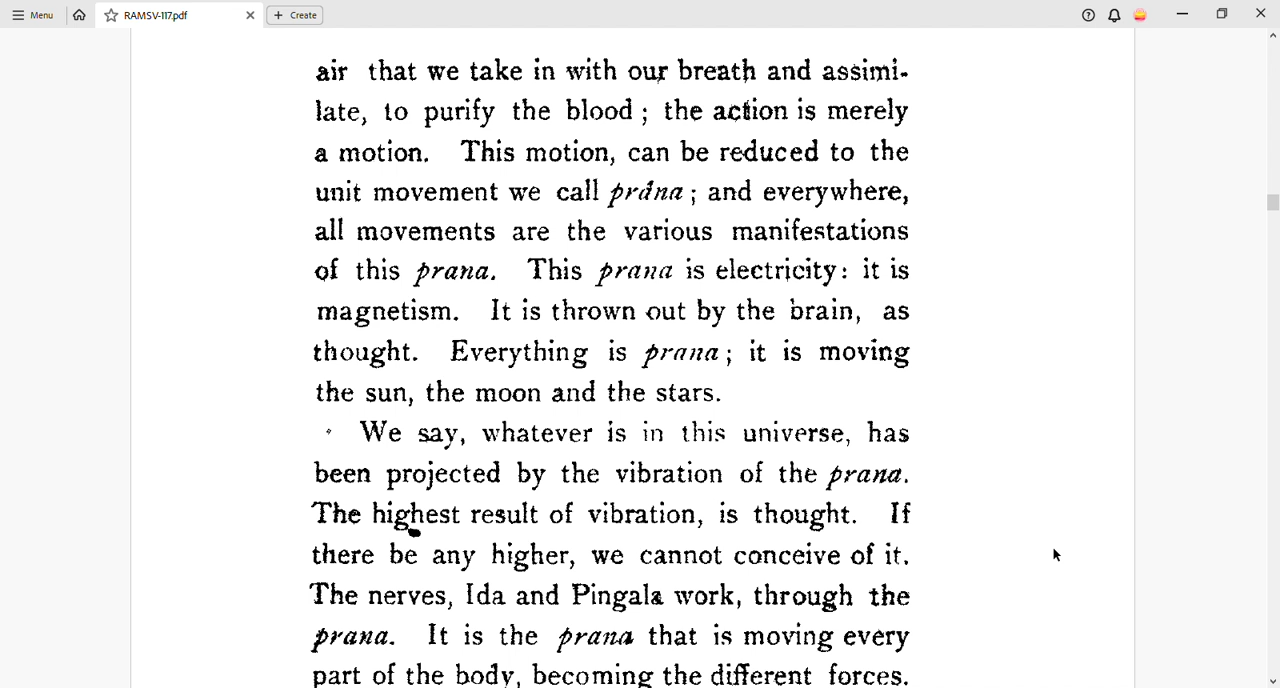 Menu
RAMSV-117.pdf
Create
air that we take in with our breath and assimi-
late, to purify the blood ; the action is merely
a motion. This motion, can be reduced to the
unit movement we call prána ; and everywhere,
all movements are the various manifestations
of this prana. This prana is electricity: it is
magnetism. It is thrown out by the brain, as
thought. Everything is prana ; it is moving
the sun, the moon and the stars.
We say, whatever is in this universe, has
been projected by the vibration of the prana.
The highest result of vibration, is thought. If
there be any higher, we cannot conceive of it.
The nerves, Ida and Pingala work, through the
prana. It is the prana that is moving every
part of the body, becoming the different forces.